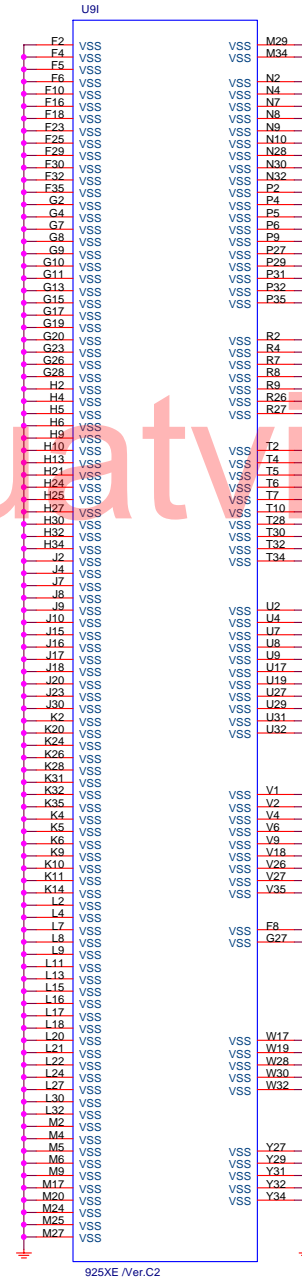 U9I
F2 VSS
F4 VSS
F5 VSS
F6 VSS
F10 VSS
F16 VSS
F18 VSS
F23 VSS
F25 VSS
F29 VSS
F30 VSS
F32 VSS
F35 VSS
G2 VSS
G4 VSS
G7 VSS
G8 VSS
G9 VSS
G10 VSS
G11 VSS
G13 VSS
G15 VSS
G17 VSS
G19 VSS
G20 VSS
G23 VSS
G26 VSS
G28 VSS
H2 VSS
H4 VSS
H5 VSS
H6 VSS
H9 VSS
H10 VSS
H13 VSS
H21 VSS
H24 VSS
H25 VSS
H27 VSS
H30 VSS
H32 VSS
H34 VSS
J2 VSS
J4 VSS
J7 VSS
J8 VSS
J9 VSS
J10 VSS
J15 VSS
J16 VSS
J17 VSS
J18 VSS
J20 VSS
J23 VSS
J30 VSS
K2 VSS
K20 VSS
K24 VSS
K26 VSS
K28 VSS
K31 VSS
K32 VSS
K35 VSS
K4 VSS
K5 VSS
K6 VSS
K9 VSS
K10 VSS
K11 VSS
K14 VSS
L2 VSS
L4 VSS
L7 VSS
L8 VSS
L9 VSS
L11 VSS
L13 VSS
L15 VSS
L16 VSS
L17 VSS
L18 VSS
L20 VSS
L21 VSS
L22 VSS
L24 VSS
L27 VSS
L30 VSS
L32 VSS
M2 VSS
M4 VSS
M5 VSS
M6 VSS
M9 VSS
M17 VSS
M20 VSS
M24 VSS
M25 VSS
M27 VSS
VSS M29
VSS M34
VSS N2
VSS N4
VSS N7
VSS N8
VSS N9
VSS N10
VSS N28
VSS N30
VSS N32
VSS P2
VSS P4
VSS P5
VSS P6
VSS P9
VSS P27
VSS P29
VSS P31
VSS P32
VSS P35
VSS R2
VSS R4
VSS R7
VSS R8
VSS R9
VSS R26
VSS R27
VSS T2
VSS T4
VSS T5
VSS T6
VSS T7
VSS T10
VSS T28
VSS T30
VSS T32
VSS T34
VSS U2
VSS U4
VSS U7
VSS U8
VSS U9
VSS U17
VSS U19
VSS U27
VSS U29
VSS U31
VSS U32
VSS V1
VSS V2
VSS V4
VSS V6
VSS V9
VSS V18
VSS V26
VSS V27
VSS V35
VSS F8
VSS G27
VSS W17
VSS W19
VSS W28
VSS W30
VSS W32
VSS Y27
VSS Y29
VSS Y31
VSS Y32
VSS Y34
uatvi
925XE /Ver.C2